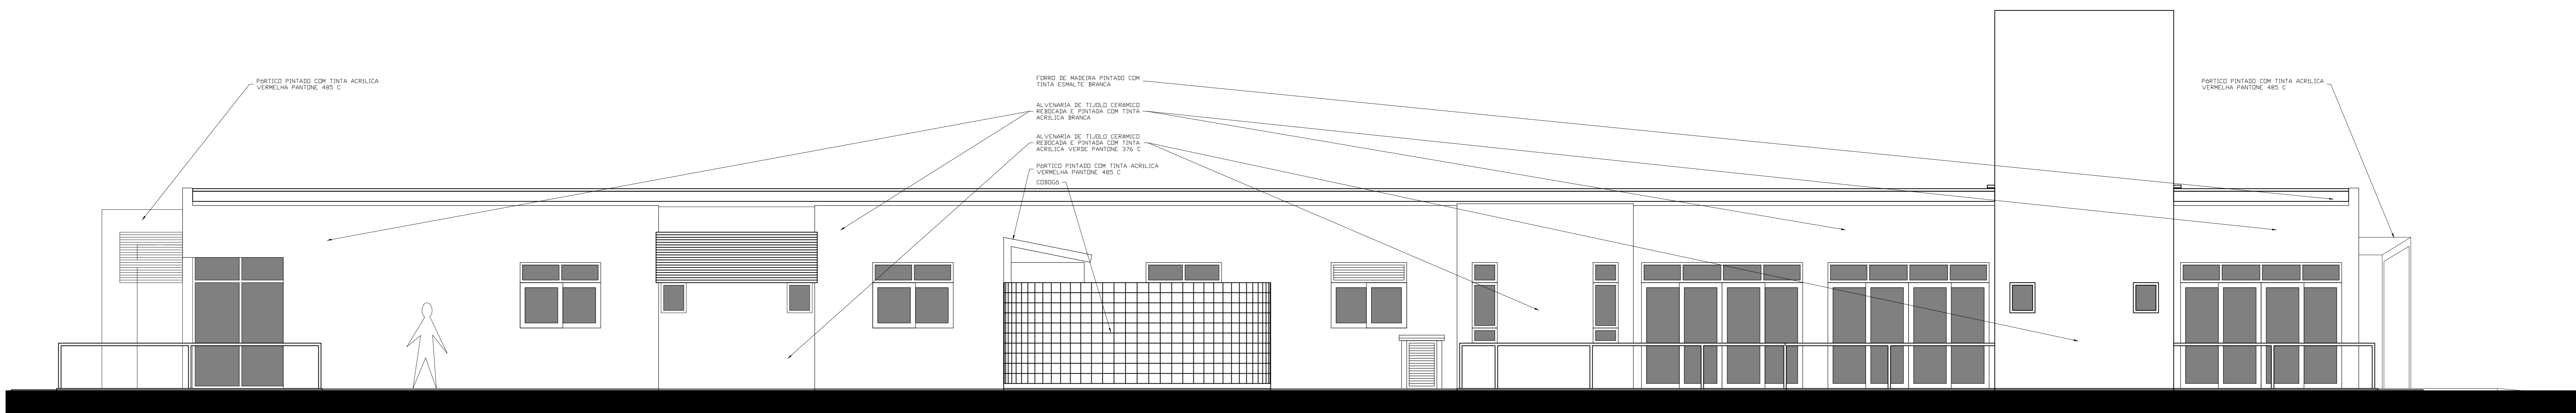 PóRTICO PINTADO COM TINTA ACRíLICA
VERMELHA PANTONE 485 C
FORRO DE MADEIRA PINTADO COM
TINTA ESMALTE BRANCA
ALVENARIA DE TIJOLO CERAMICO
REBOCADA E PINTADA COM TINTA
ACRíLICA BRANCA
ALVENARIA DE TIJOLO CERAMICO
REBOCADA E PINTADA COM TINTA
ACRíLICA VERDE PANTONE 376 C
PóRTICO PINTADO COM TINTA ACRíLICA
VERMELHA PANTONE 485 C
COBOGó
PóRTICO PINTADO COM TINTA ACRíLICA
VERMELHA PANTONE 485 C